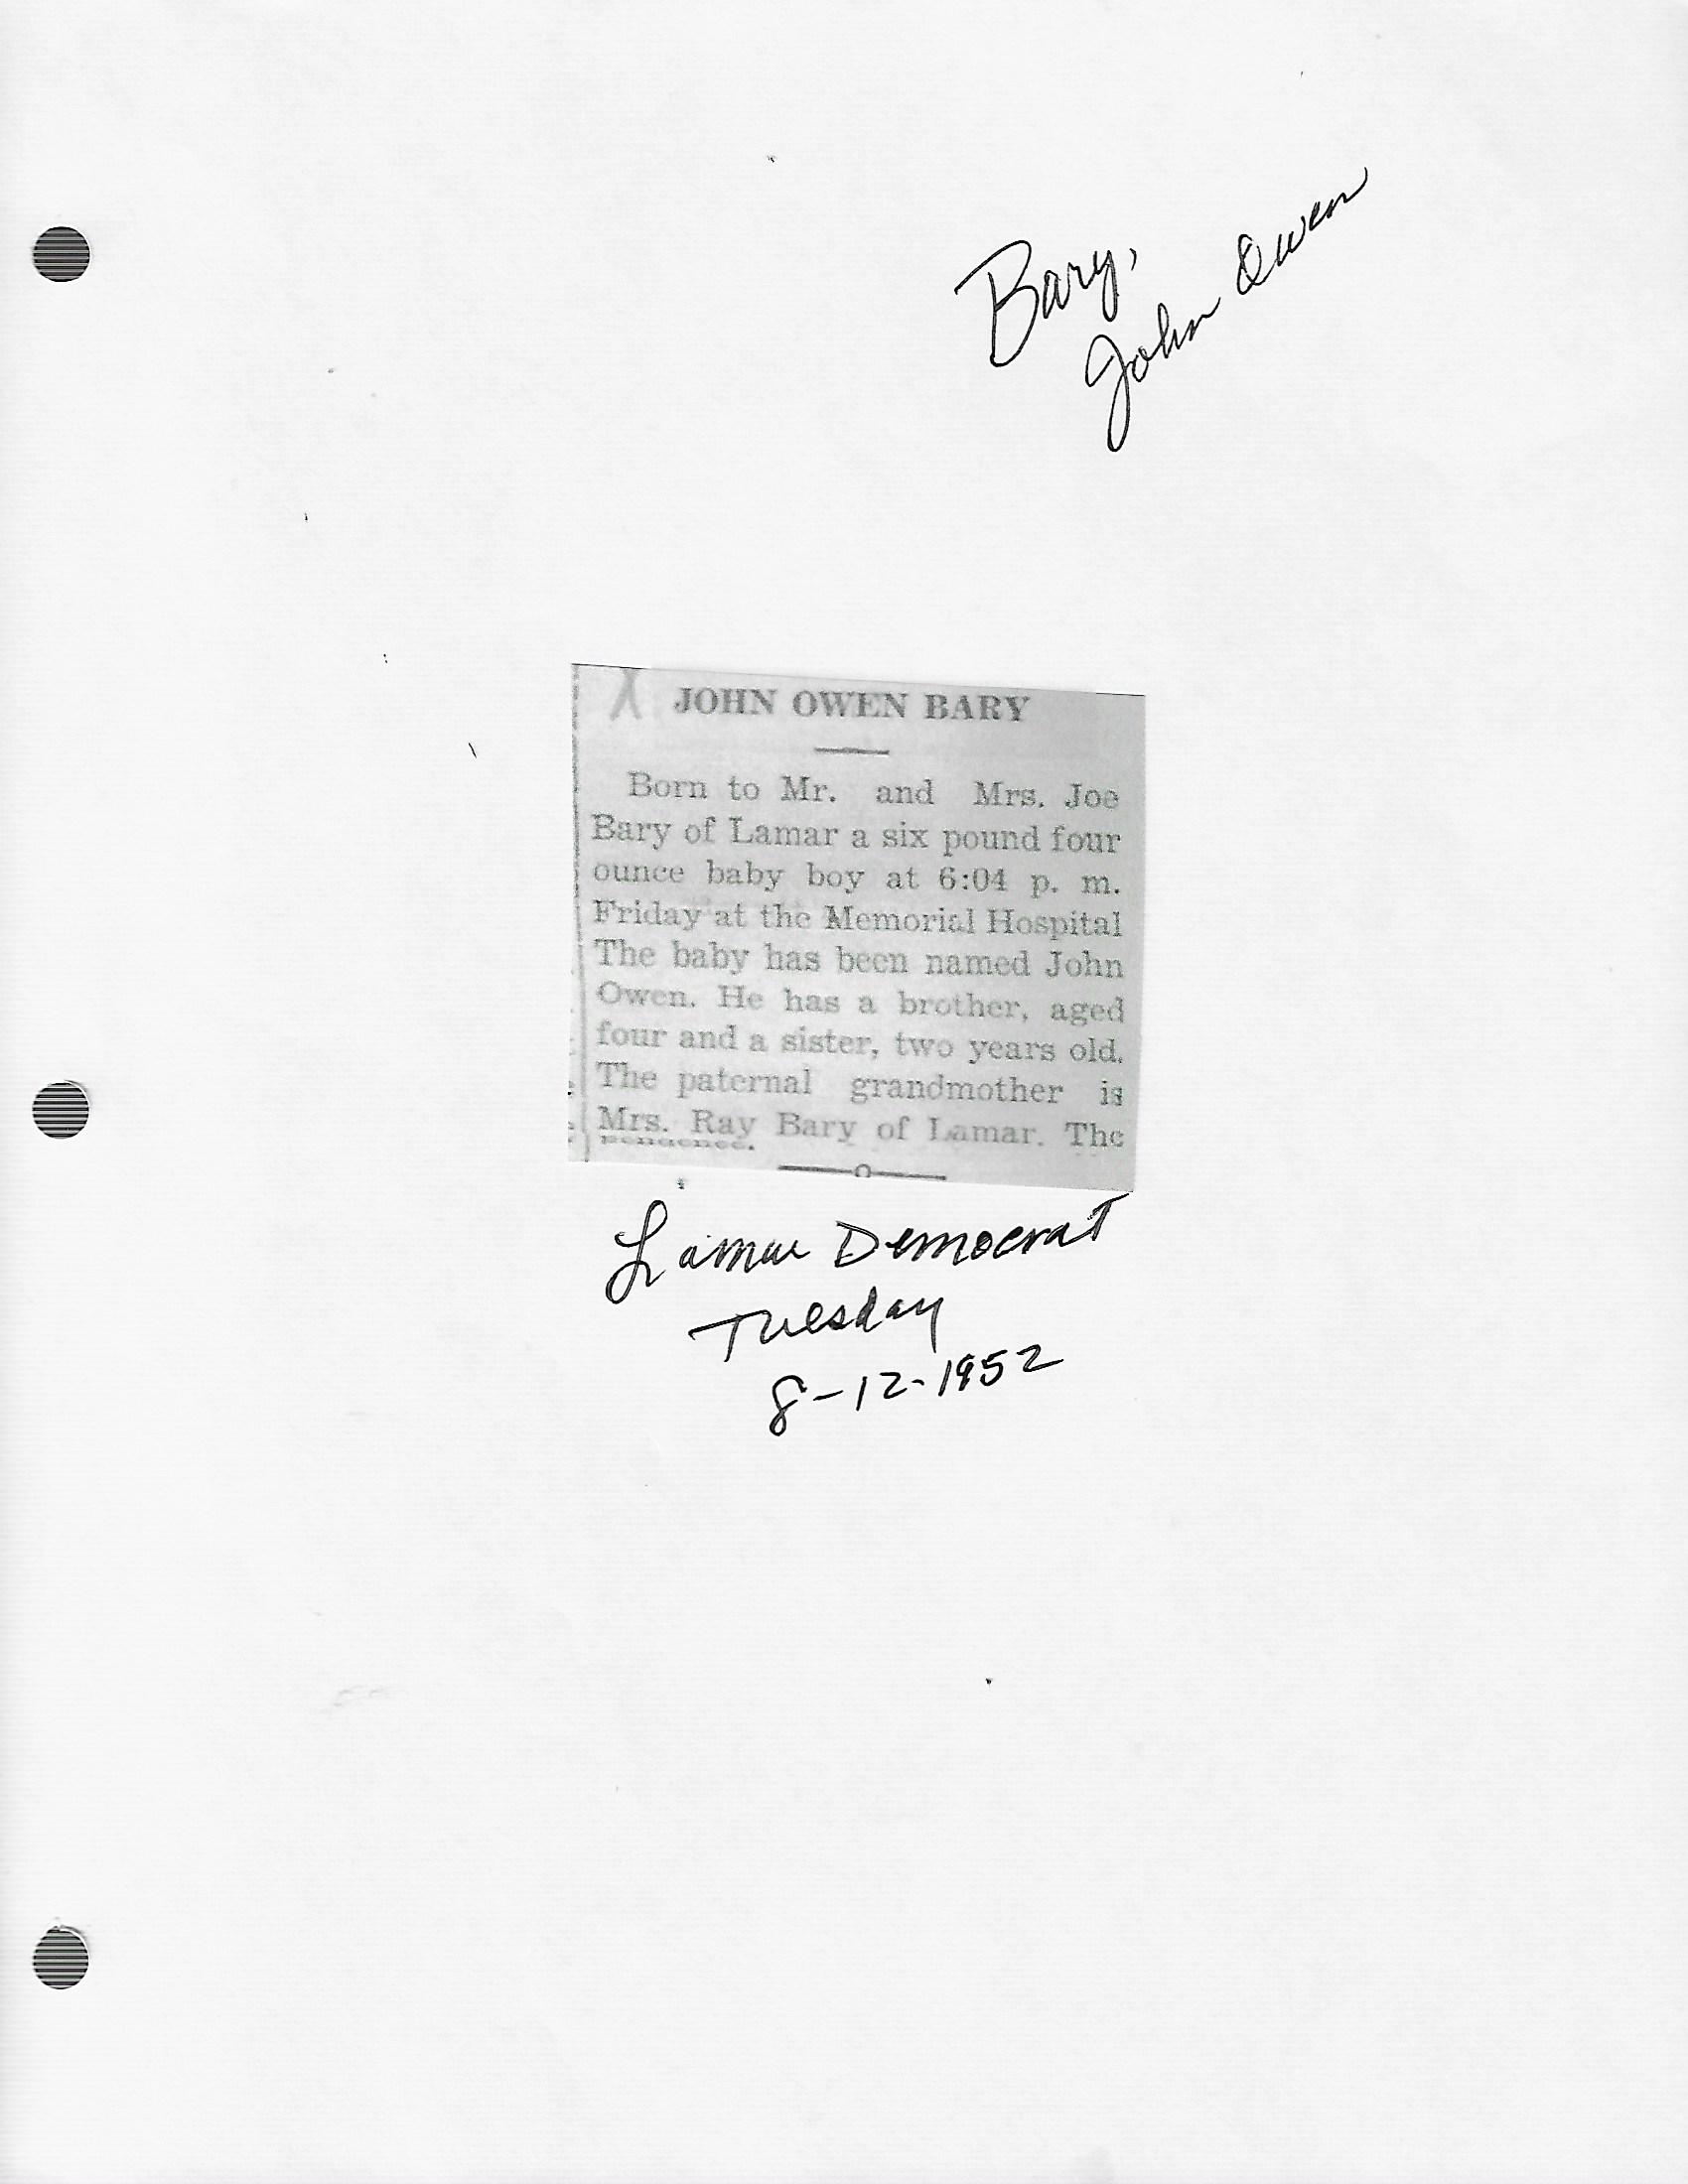 Bary,
John Owen
X JOHN OWEN BARY
Born to Mr. and Mrs. Joe
Bary of Lamar a six pound four
ounce baby boy at 6:04 p. m.
Friday at the Memorial Hospital
The baby has been named John
Owen. He has a brother, aged
four and a sister, two years old.
The paternal grandmother is
Mrs. Ray Bary of Lamar. The
Lamar Democrat
Tuesday
8-12-1952